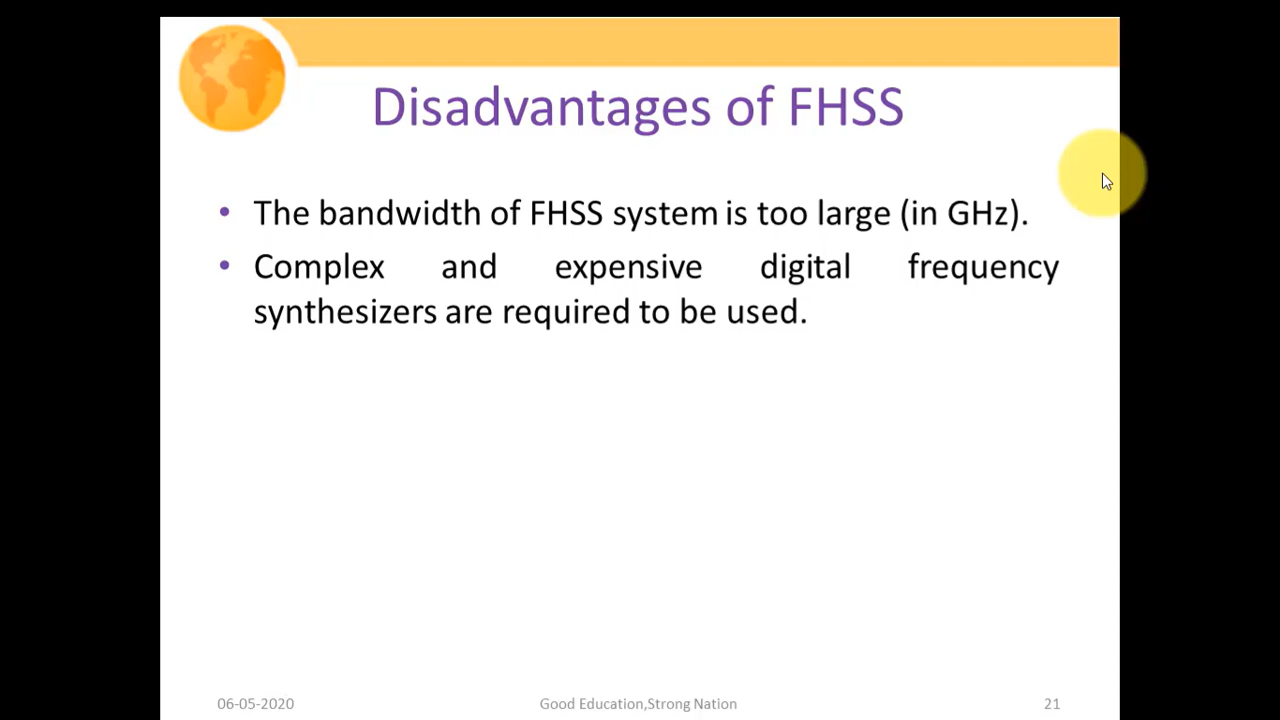 Disadvantages of FHSS
• The bandwidth of FHSS system is too large (in GHz).
• Complex and expensive digital frequency
synthesizers are required to be used.
06-05-2020 Good Education,Strong Nation 21